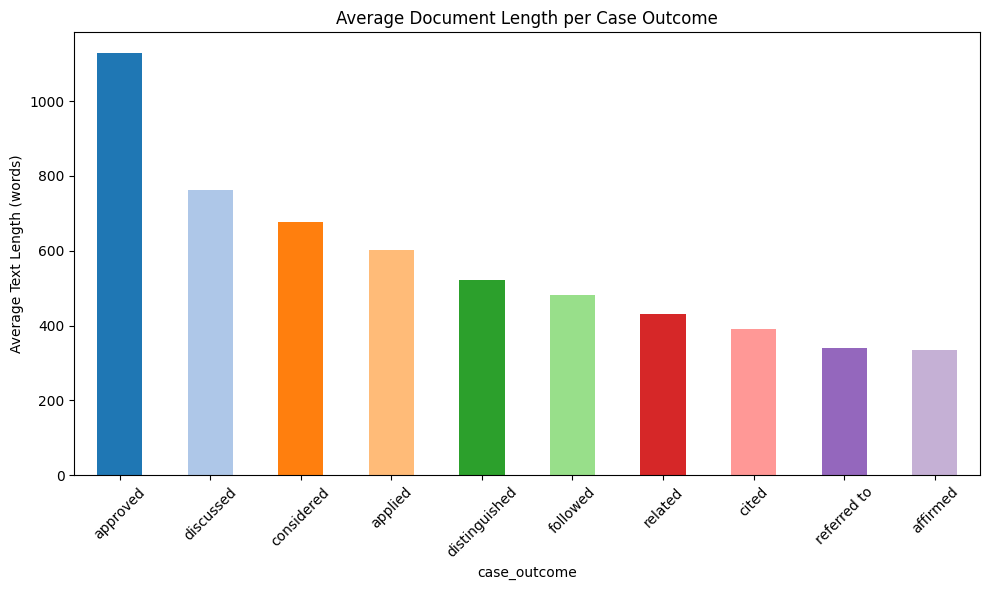 Average Document Length per Case Outcome
Average Text Length (words)
1000
800
600
400
200
0
approved
discussed
considered
applied
distinguished
followed
related
cited
referred to
affirmed
case_outcome